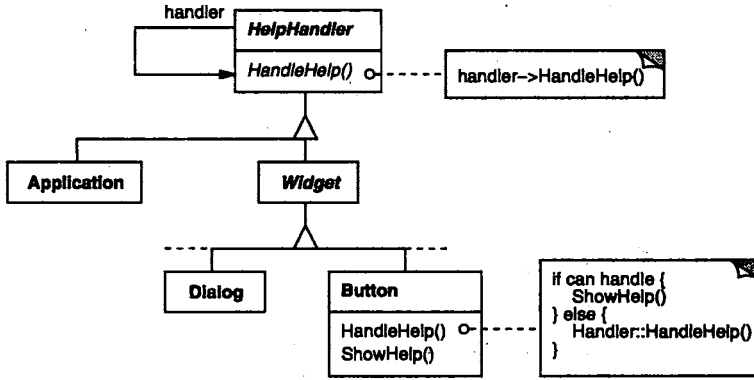 handler
HelpHandler
HandleHelp()
handler->HandleHelp()
Application
Widget
Dialog
Button
HandleHelp()
ShowHelp()
if can handle {
ShowHelp()
} else {
Handler::HandleHelp()
}